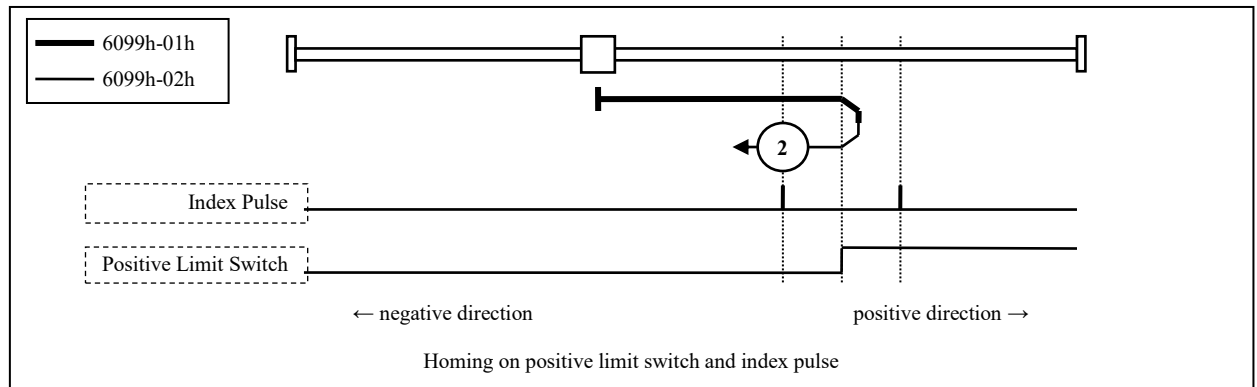 6099h-01h
6099h-02h
2
Index Pulse
Positive Limit Switch
← negative direction
positive direction →
Homing on positive limit switch and index pulse